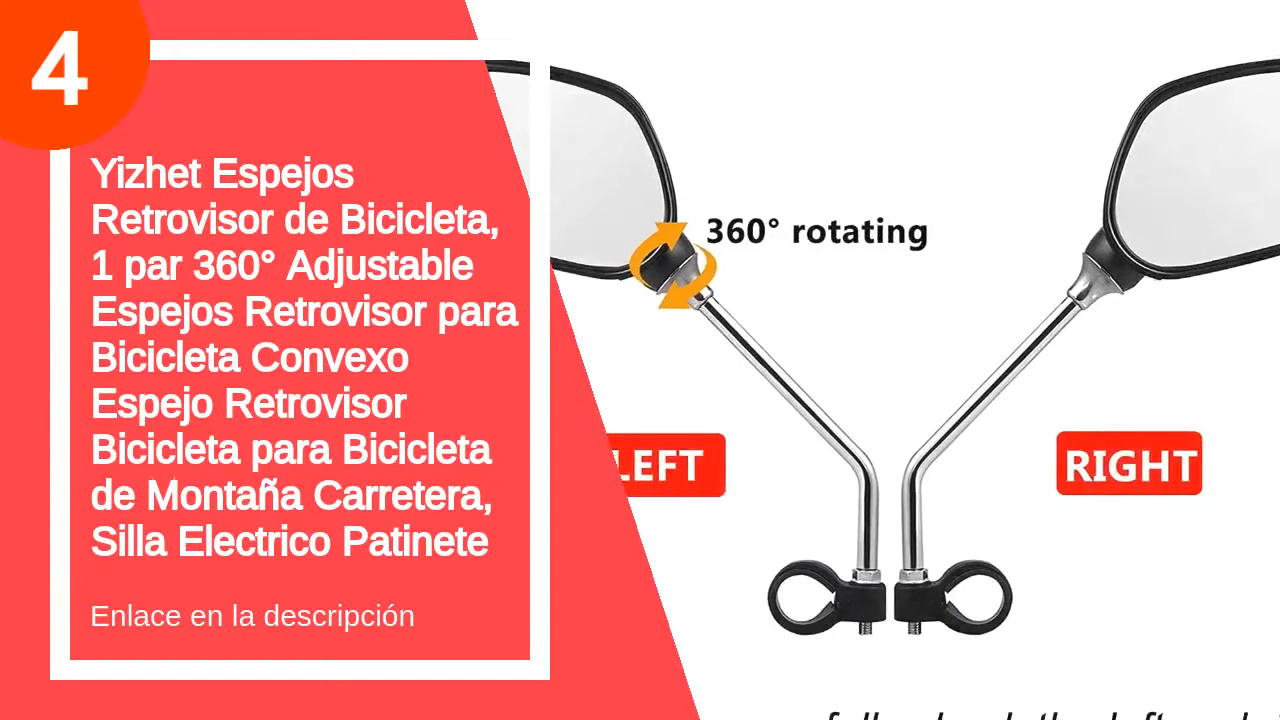 4
Yizhet Espejos
Retrovisor de Bicicleta,
1 par 360° Adjustable
Espejos Retrovisor para
Bicicleta Convexo
Espejo Retrovisor
Bicicleta para Bicicleta
de Montaña Carretera,
Silla Electrico Patinete
Enlace en la descripción
360° rotating
LEFT
RIGHT